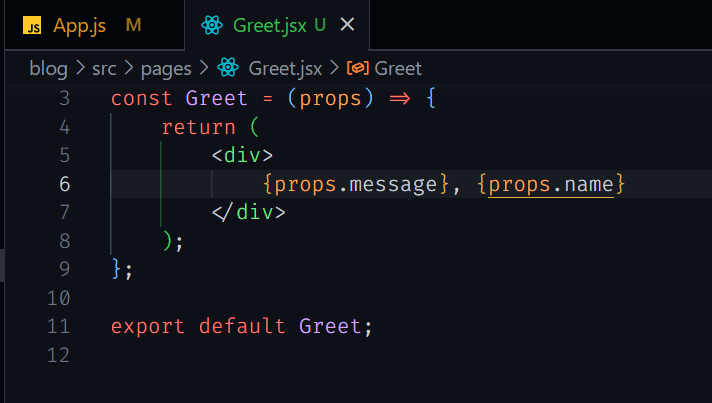 JS App.js M Greet.jsx U ×
blog > src > pages > Greet.jsx > Greet
3 const Greet = (props) => {
4 return (
5 <div>
6 {props.message}, {props.name}
7 </div>
8 );
9 };
10
11 export default Greet;
12